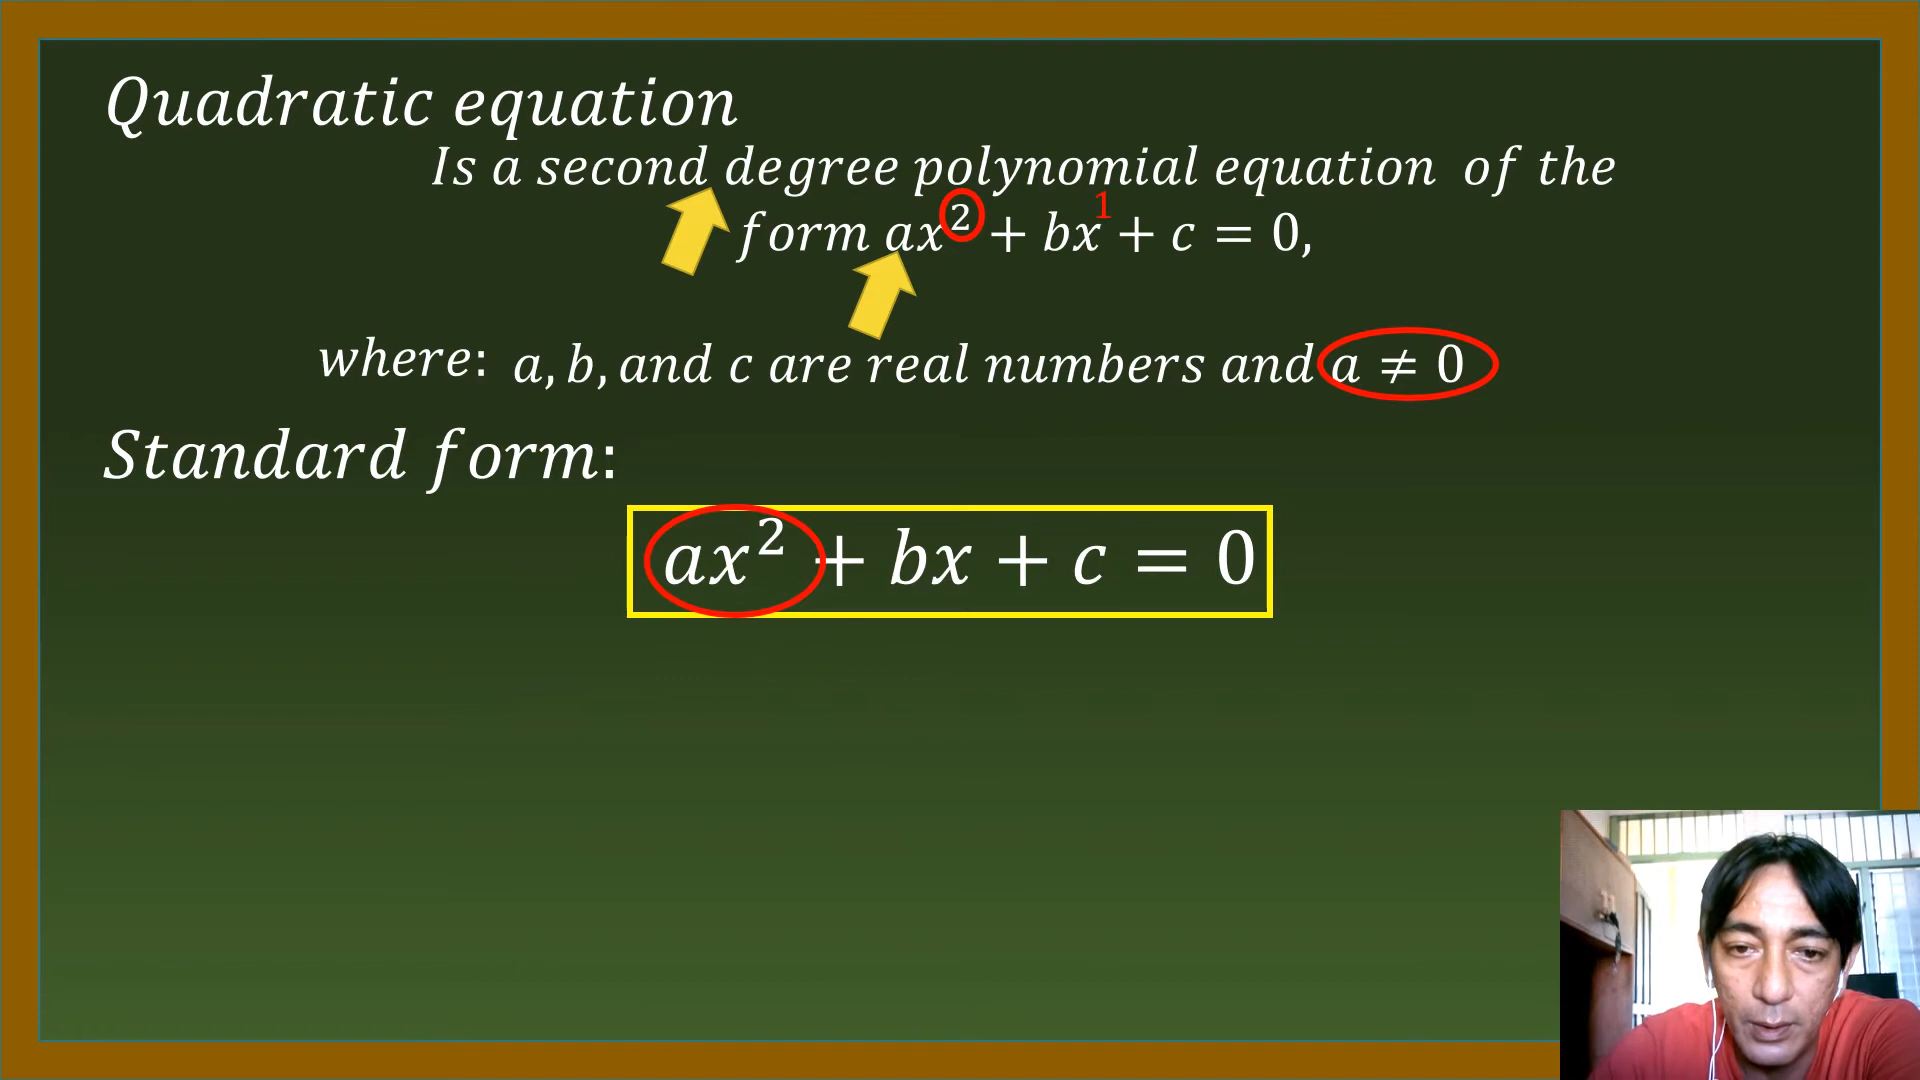 Quadratic equation
Is a second degree polynomial equation of the
form ax² + bx¹ + c = 0,
where: a, b, and c are real numbers and a ≠ 0
Standard form:
ax² + bx + c = 0